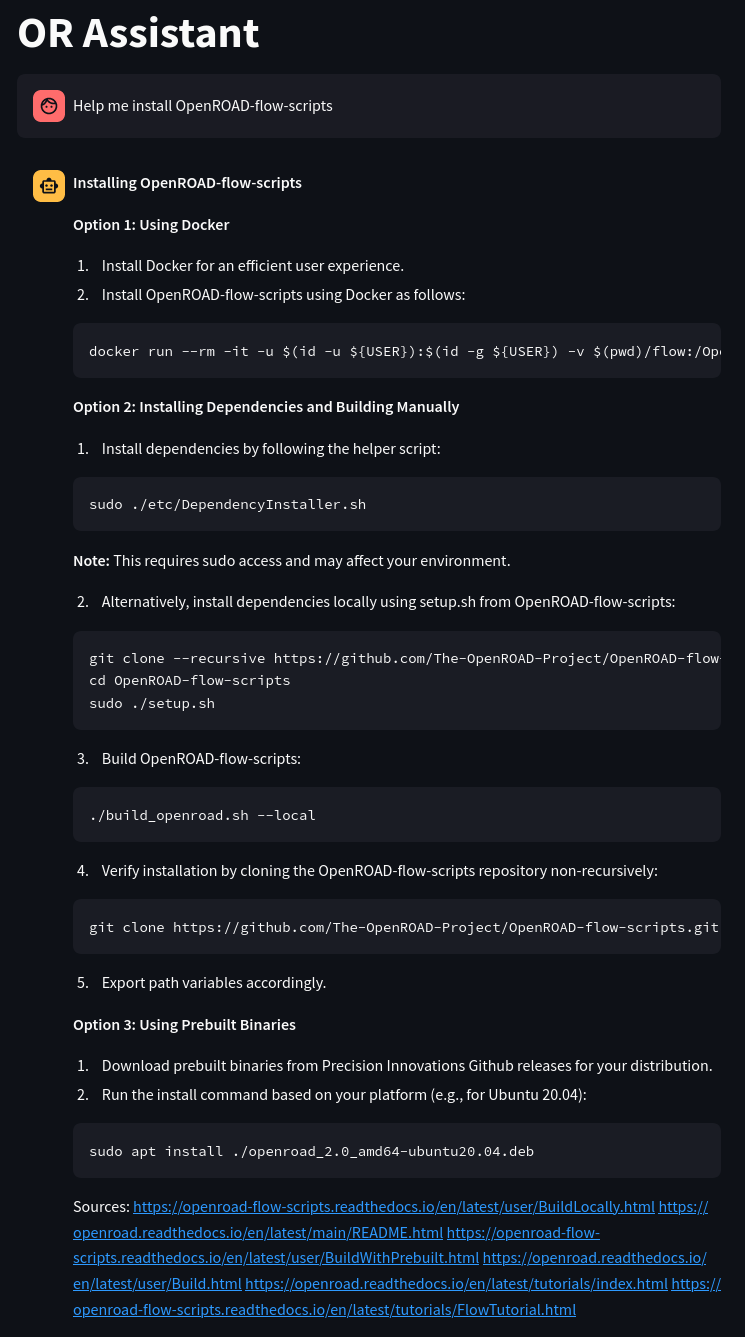 OR Assistant
Help me install OpenROAD-flow-scripts
Installing OpenROAD-flow-scripts
Option 1: Using Docker
1. Install Docker for an efficient user experience.
2. Install OpenROAD-flow-scripts using Docker as follows:
docker run --rm -it -u $(id -u ${USER}):$(id -g ${USER}) -v $(pwd)/flow:/Ope
Option 2: Installing Dependencies and Building Manually
1. Install dependencies by following the helper script:
sudo ./etc/DependencyInstaller.sh
Note: This requires sudo access and may affect your environment.
2. Alternatively, install dependencies locally using setup.sh from OpenROAD-flow-scripts:
git clone --recursive https://github.com/The-OpenROAD-Project/OpenROAD-flow-
cd OpenROAD-flow-scripts
sudo ./setup.sh
3. Build OpenROAD-flow-scripts:
./build_openroad.sh --local
4. Verify installation by cloning the OpenROAD-flow-scripts repository non-recursively:
git clone https://github.com/The-OpenROAD-Project/OpenROAD-flow-scripts.git
5. Export path variables accordingly.
Option 3: Using Prebuilt Binaries
1. Download prebuilt binaries from Precision Innovations Github releases for your distribution.
2. Run the install command based on your platform (e.g., for Ubuntu 20.04):
sudo apt install ./openroad_2.0_amd64-ubuntu20.04.deb
Sources: https://openroad-flow-scripts.readthedocs.io/en/latest/user/BuildLocally.html https://
openroad.readthedocs.io/en/latest/main/README.html https://openroad-flow-
scripts.readthedocs.io/en/latest/user/BuildWithPrebuilt.html https://openroad.readthedocs.io/
en/latest/user/Build.html https://openroad.readthedocs.io/en/latest/tutorials/index.html https://
openroad-flow-scripts.readthedocs.io/en/latest/tutorials/FlowTutorial.html